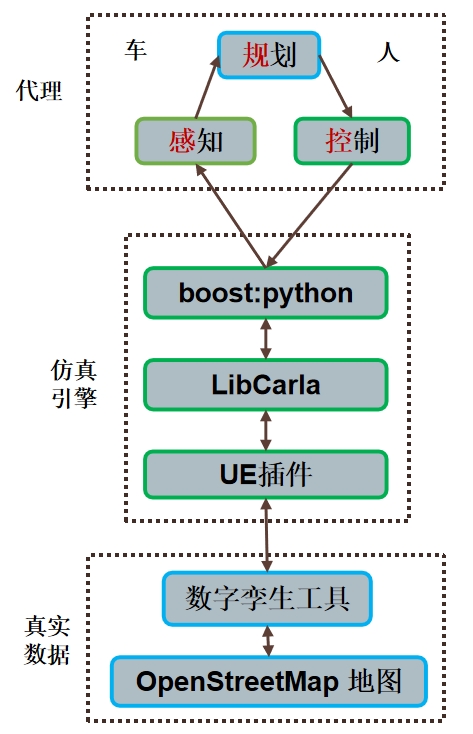 车
规划
人
代理
感知
控制
boost:python
仿真
引擎
LibCarla
UE插件
真实
数据
数字孪生工具
OpenStreetMap 地图